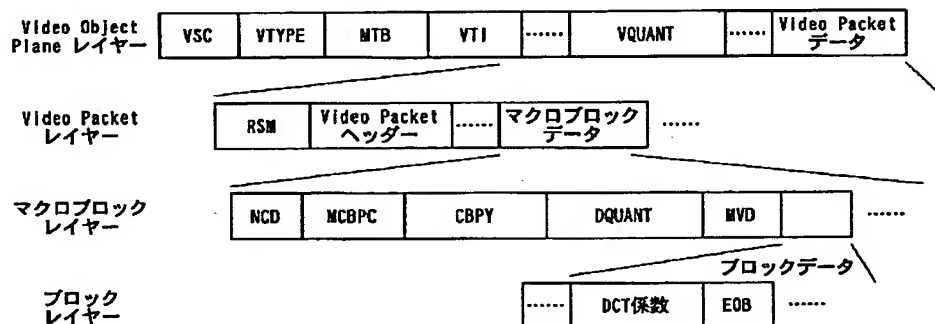 Video Object
Plane レイヤー
VSC VTYPE MTB VTI …… VQUANT …… Video Packet
データ
Video Packet
レイヤー
RSM Video Packet
ヘッダー …… マクロブロック
データ ……
マクロブロック
レイヤー
NCD MCBPC CBPY DQUANT MVD ……
ブロックデータ
ブロック
レイヤー
…… DCT係数 EOB ……